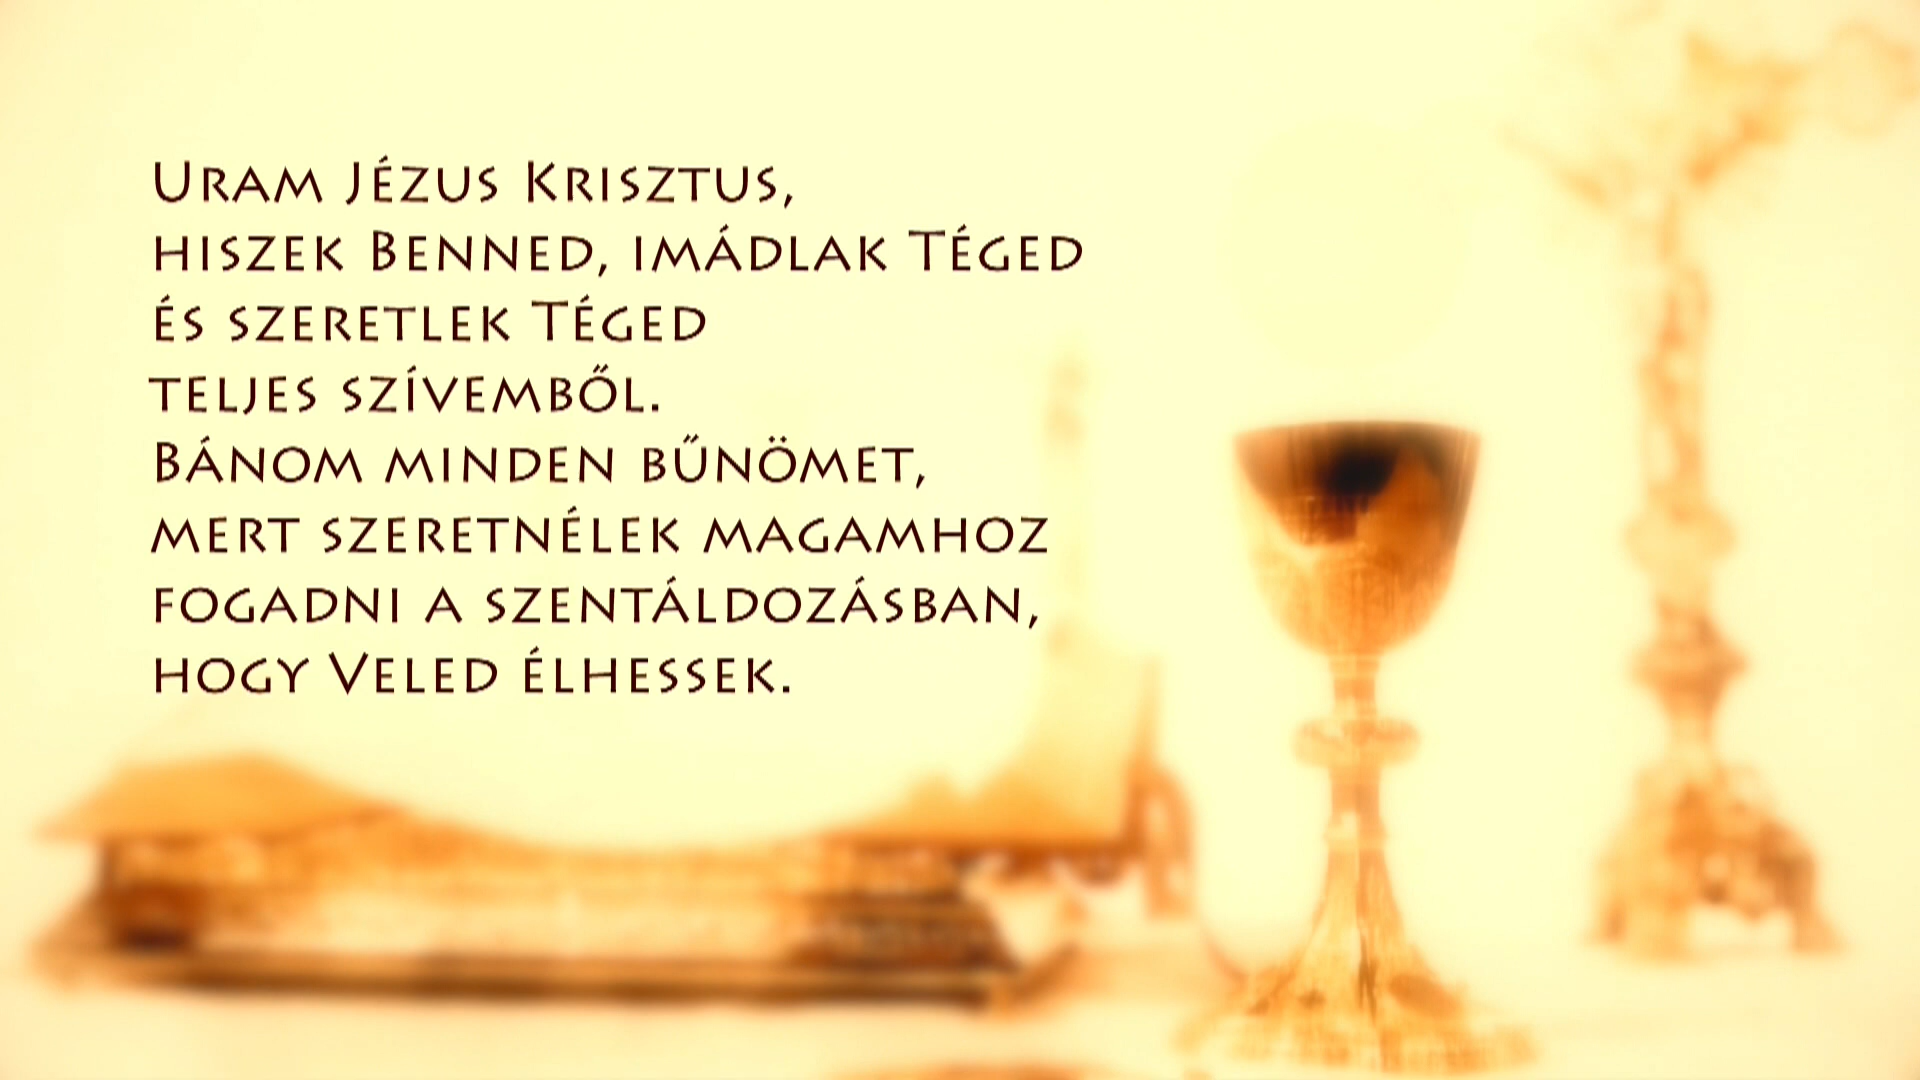 Uram Jézus Krisztus,
hiszek Benned, imádlak Téged
és szeretlek Téged
teljes szívemből.
Bánom minden bűnömet,
mert szeretnélek magamhoz
fogadni a szentáldozásban,
hogy Veled élhessek.